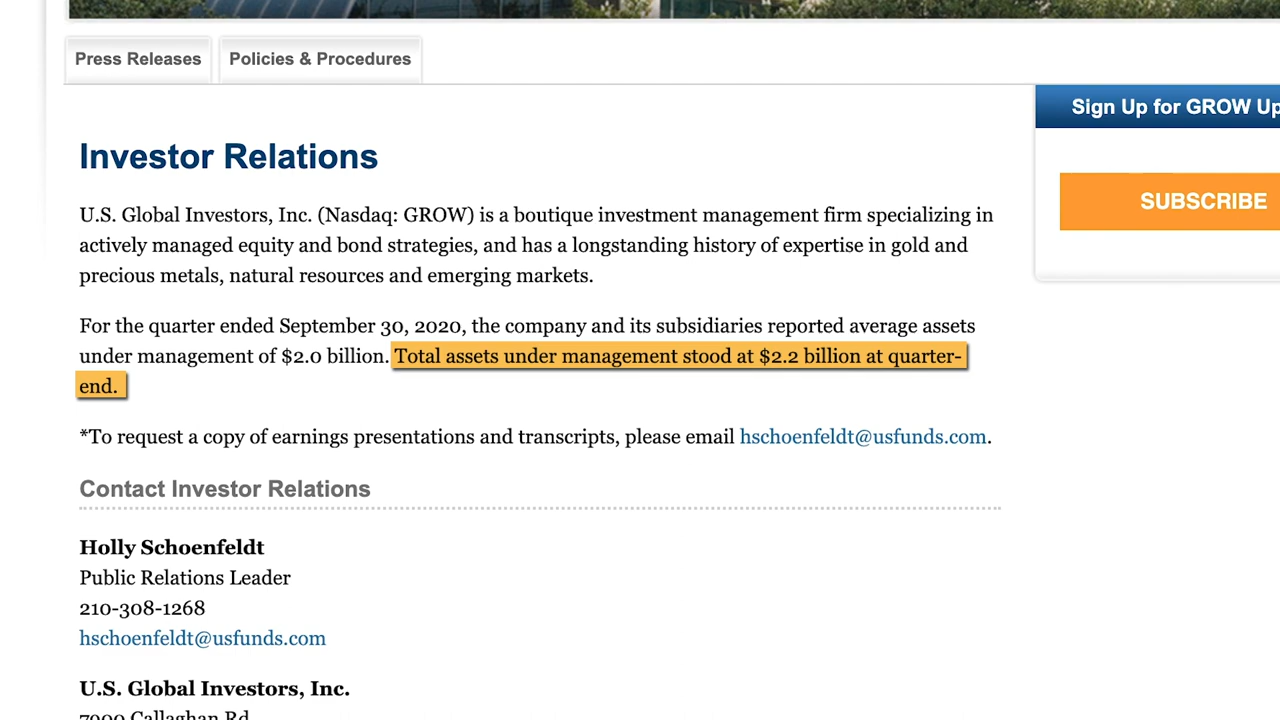 Press Releases
Policies & Procedures
Sign Up for GROW
Investor Relations
SUBSCRIBE
U.S. Global Investors, Inc. (Nasdaq: GROW) is a boutique investment management firm specializing in
actively managed equity and bond strategies, and has a longstanding history of expertise in gold and
precious metals, natural resources and emerging markets.
For the quarter ended September 30, 2020, the company and its subsidiaries reported average assets
under management of $2.0 billion. Total assets under management stood at $2.2 billion at quarter-
end.
*To request a copy of earnings presentations and transcripts, please email hschoenfeldt@usfunds.com.
Contact Investor Relations
Holly Schoenfeldt
Public Relations Leader
210-308-1268
hschoenfeldt@usfunds.com
U.S. Global Investors, Inc.
7900 Callaghan Rd